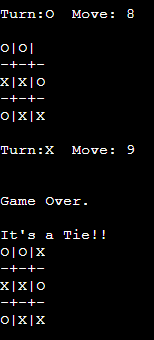 Turn:O  Move: 8
O|O|
-+-+-
X|X|O
-+-+-
O|X|X
Turn:X  Move: 9
Game Over.
It's a Tie!!
O|O|X
-+-+-
X|X|O
-+-+-
O|X|X